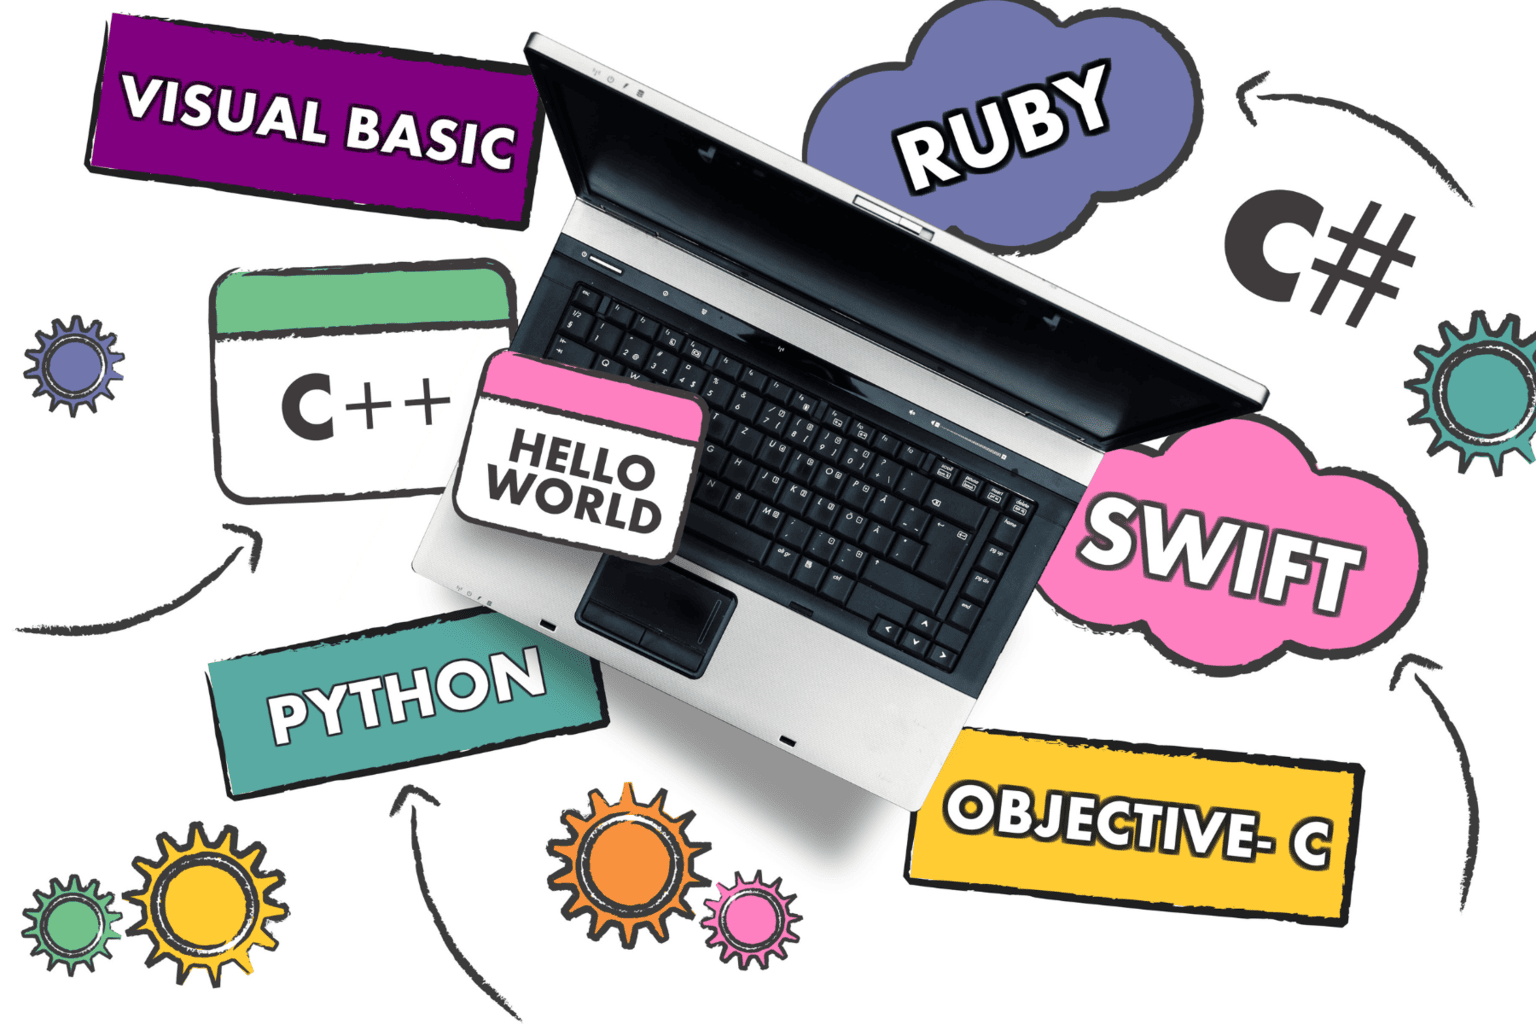 VISUAL BASIC
RUBY
C#
C++
HELLO
WORLD
SWIFT
PYTHON
OBJECTIVE- C